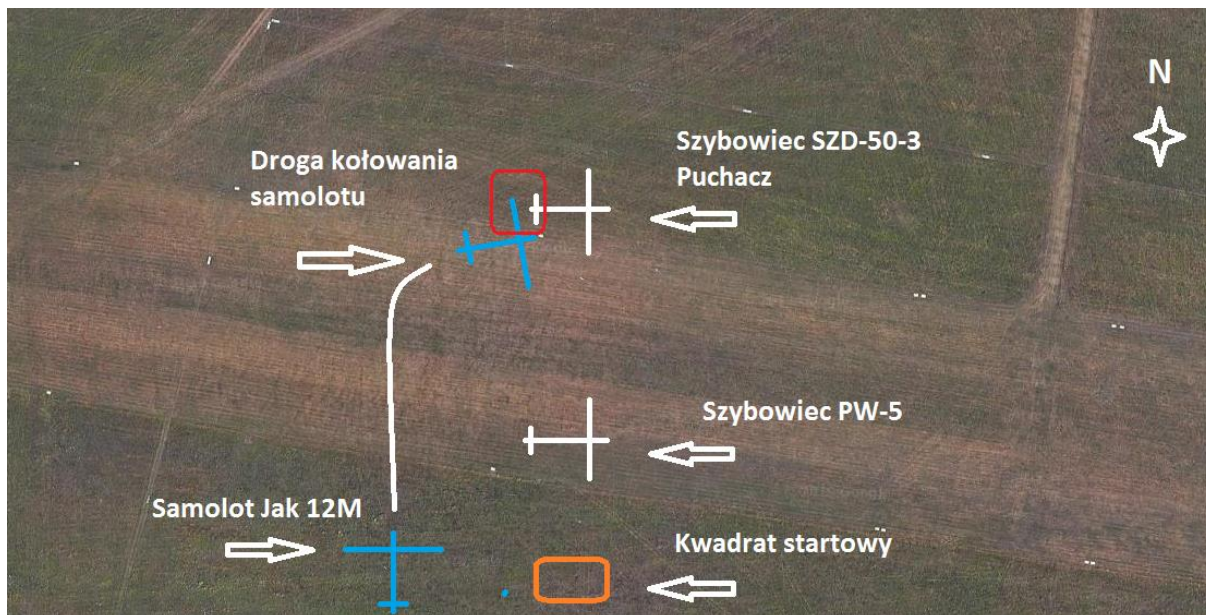 N
Szybowiec SZD-50-3
Puchacz
Droga kołowania
samolotu
Szybowiec PW-5
Samolot Jak 12M
Kwadrat startowy